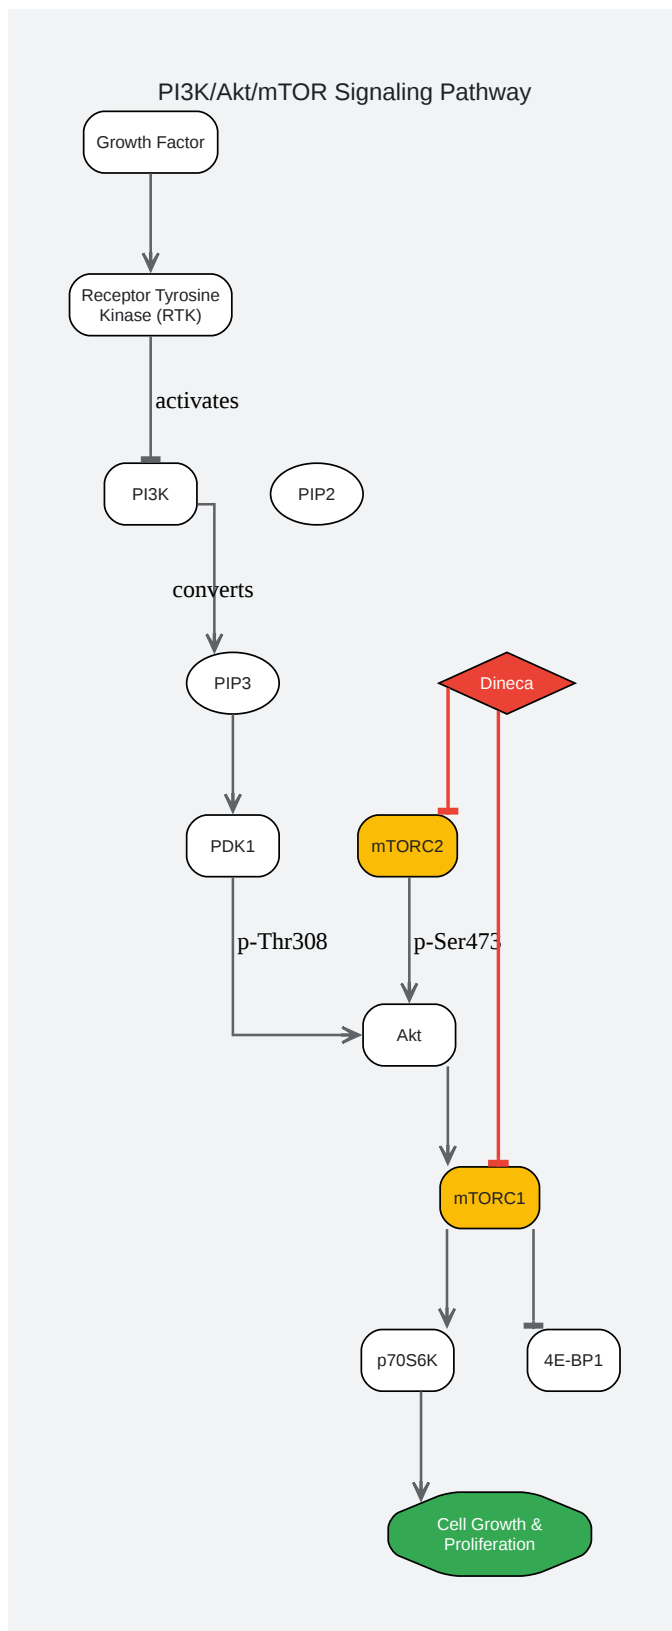 PI3K/Akt/mTOR Signaling Pathway
Growth Factor
Receptor Tyrosine
Kinase (RTK)
activates
PI3K
PIP2
converts
PIP3
Dineca
PDK1
mTORC2
p-Thr308
p-Ser473
Akt
mTORC1
p70S6K
4E-BP1
Cell Growth &
Proliferation